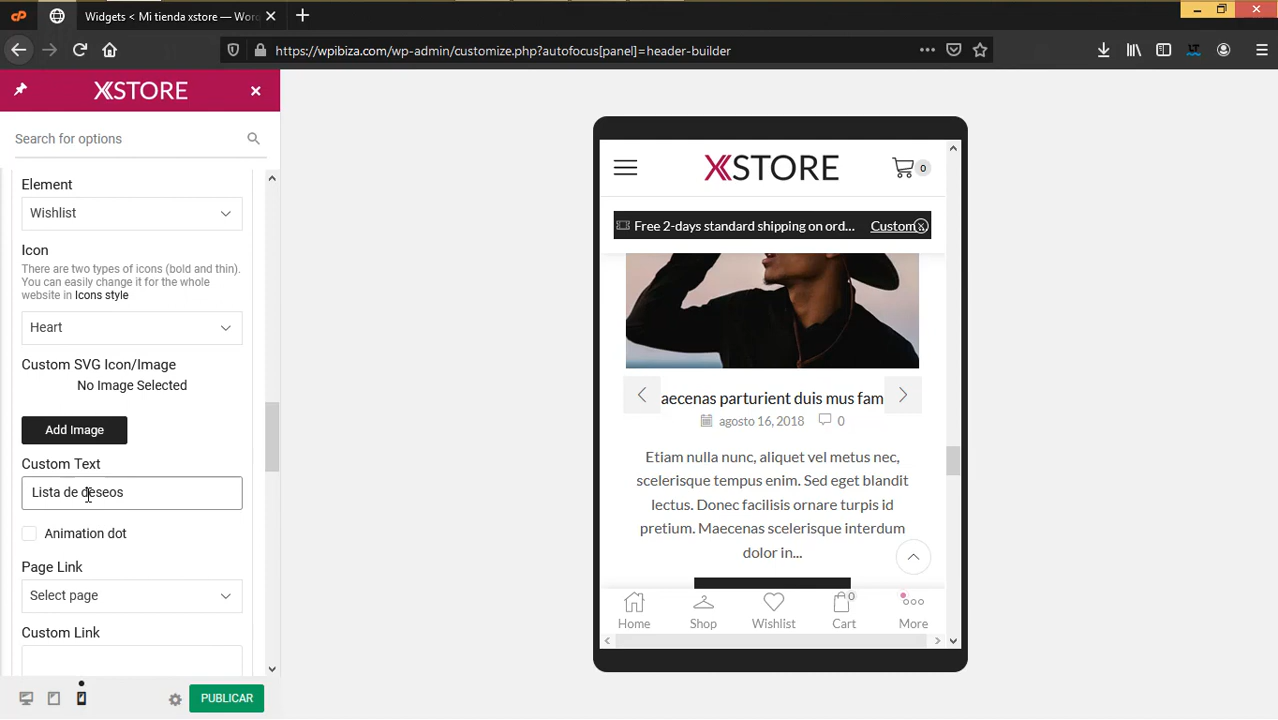 Widgets < Mi tienda xstore — Worc
https://wpibiza.com/wp-admin/customize.php?autofocus[panel]=header-builder
XSTORE
Search for options
Element
Wishlist
Icon
There are two types of icons (bold and thin).
You can easily change it for the whole
website in Icons style
Heart
Custom SVG Icon/Image
No Image Selected
Add Image
Custom Text
Lista de deseos
Animation dot
Page Link
Select page
Custom Link
PUBLICAR
XSTORE
0
Free 2-days standard shipping on ord...
Custom
aecenas parturient duis mus fam
agosto 16, 2018
0
Etiam nulla nunc, aliquet vel metus nec,
scelerisque tempus enim. Sed eget blandit
lectus. Donec facilisis ornare turpis id
pretium. Maecenas scelerisque interdum
dolor in...
0
Home
Shop
Wishlist
Cart
More